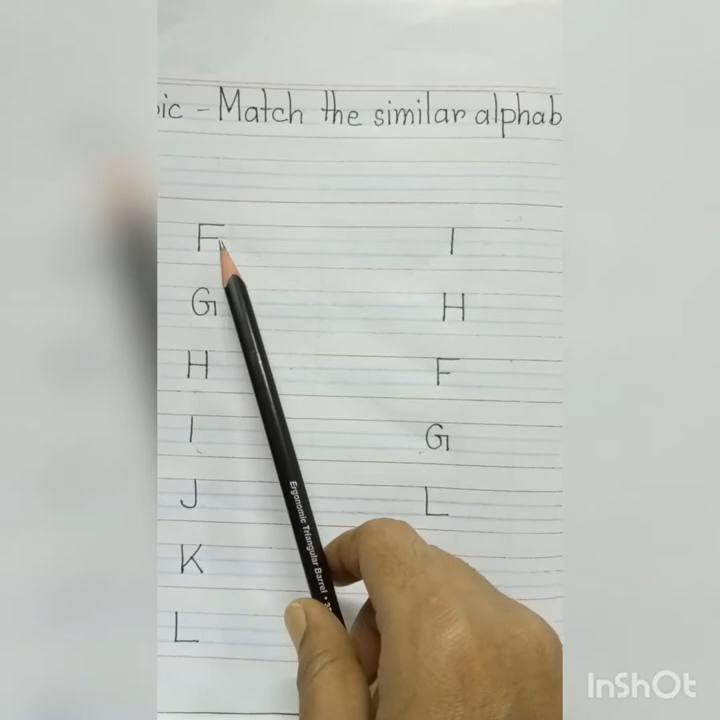 ic - Match the similar alphab
F I
G H
H F
I G
J L
K
L
Ergonomic Triangular Barrel
InShOt